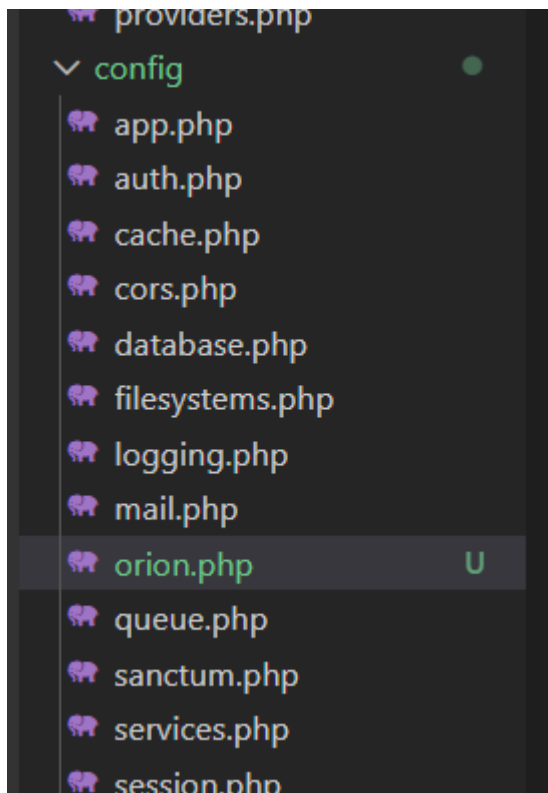 providers.php
config
app.php
auth.php
cache.php
cors.php
database.php
filesystems.php
logging.php
mail.php
orion.php U
queue.php
sanctum.php
services.php
session.php